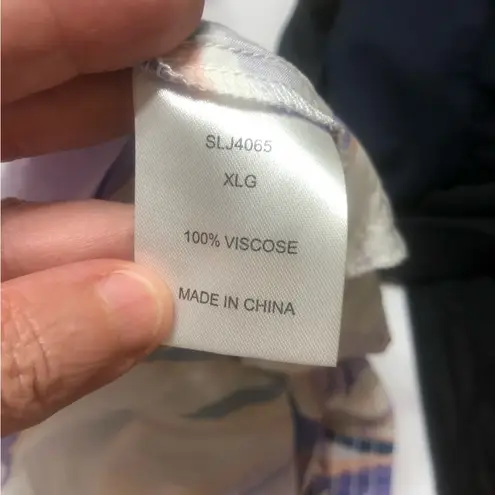 SLJ4065
XLG
100% VISCOSE
MADE IN CHINA